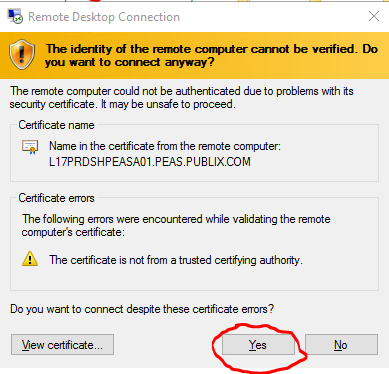 Remote Desktop Connection
The identity of the remote computer cannot be verified. Do
you want to connect anyway?
The remote computer could not be authenticated due to problems with its
security certificate. It may be unsafe to proceed.
Certificate name
Name in the certificate from the remote computer:
L17PRDSHPEASA01.PEAS.PUBLIX.COM
Certificate errors
The following errors were encountered while validating the remote
computer's certificate:
The certificate is not from a trusted certifying authority.
Do you want to connect despite these certificate errors?
View certificate... Yes No